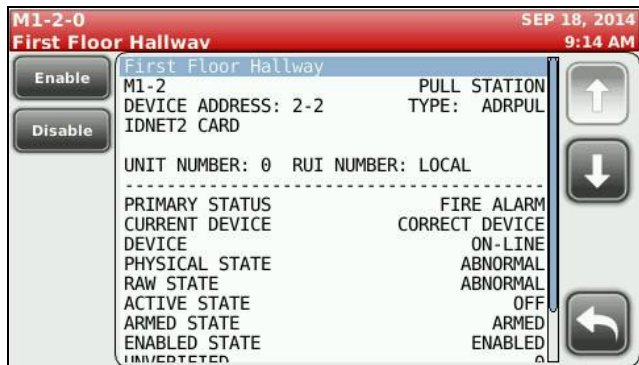 M1-2-0 SEP 18, 2014
First Floor Hallway 9:14 AM
Enable
Disable
First Floor Hallway
M1-2 PULL STATION
DEVICE ADDRESS: 2-2 TYPE: ADRPUL
IDNET2 CARD
UNIT NUMBER: 0 RUI NUMBER: LOCAL
--------------------------------------------
PRIMARY STATUS FIRE ALARM
CURRENT DEVICE CORRECT DEVICE
DEVICE ON-LINE
PHYSICAL STATE ABNORMAL
RAW STATE ABNORMAL
ACTIVE STATE OFF
ARMED STATE ARMED
ENABLED STATE ENABLED
UNVERIFIED 0